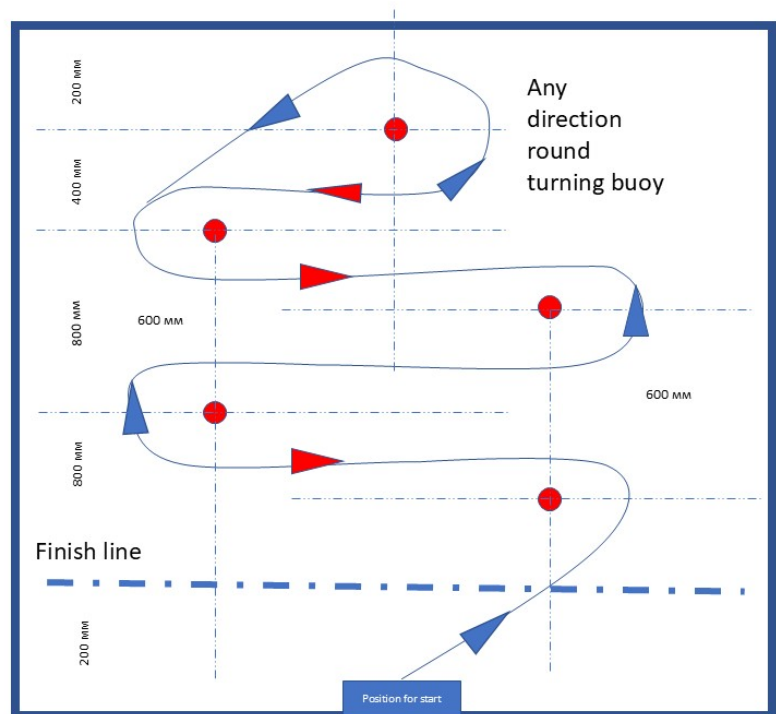 200 мм
Any
direction
round
turning buoy
400 мм
800 мм
600 мм
600 мм
800 мм
Finish line
200 мм
Position for start